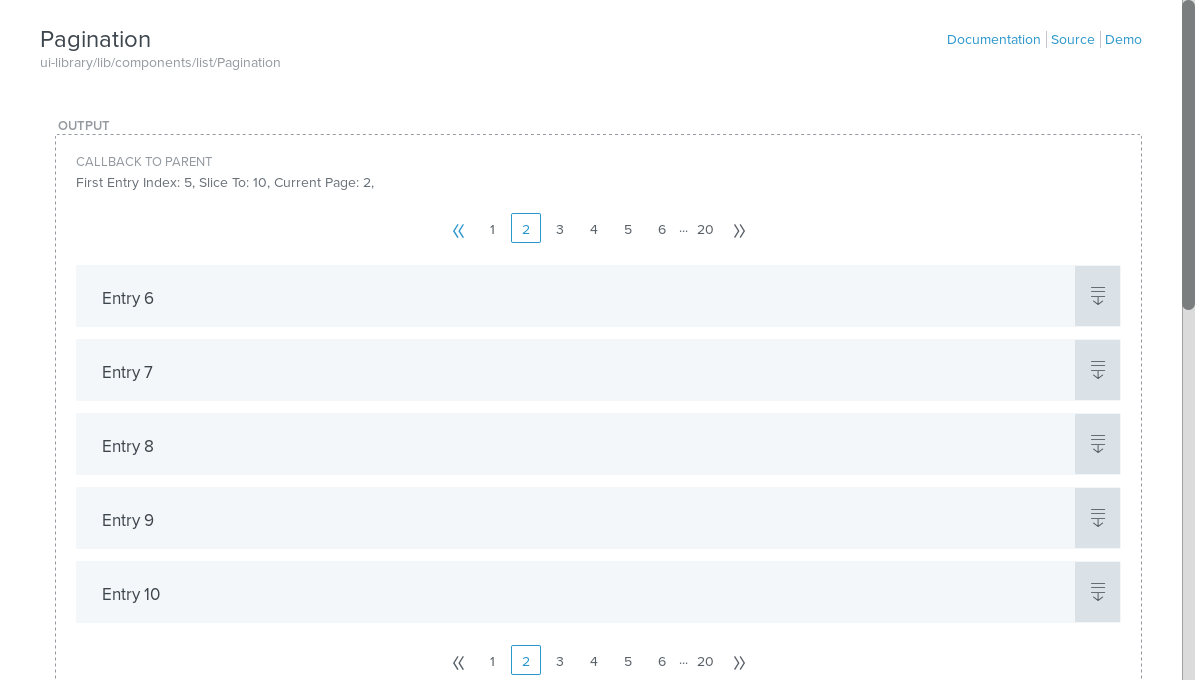 Pagination
Documentation Source Demo
ui-library/lib/components/list/Pagination
OUTPUT
CALLBACK TO PARENT
First Entry Index: 5, Slice To: 10, Current Page: 2,
« 1 2 3 4 5 6 ... 20 »
Entry 6
Entry 7
Entry 8
Entry 9
Entry 10
« 1 2 3 4 5 6 ... 20 »